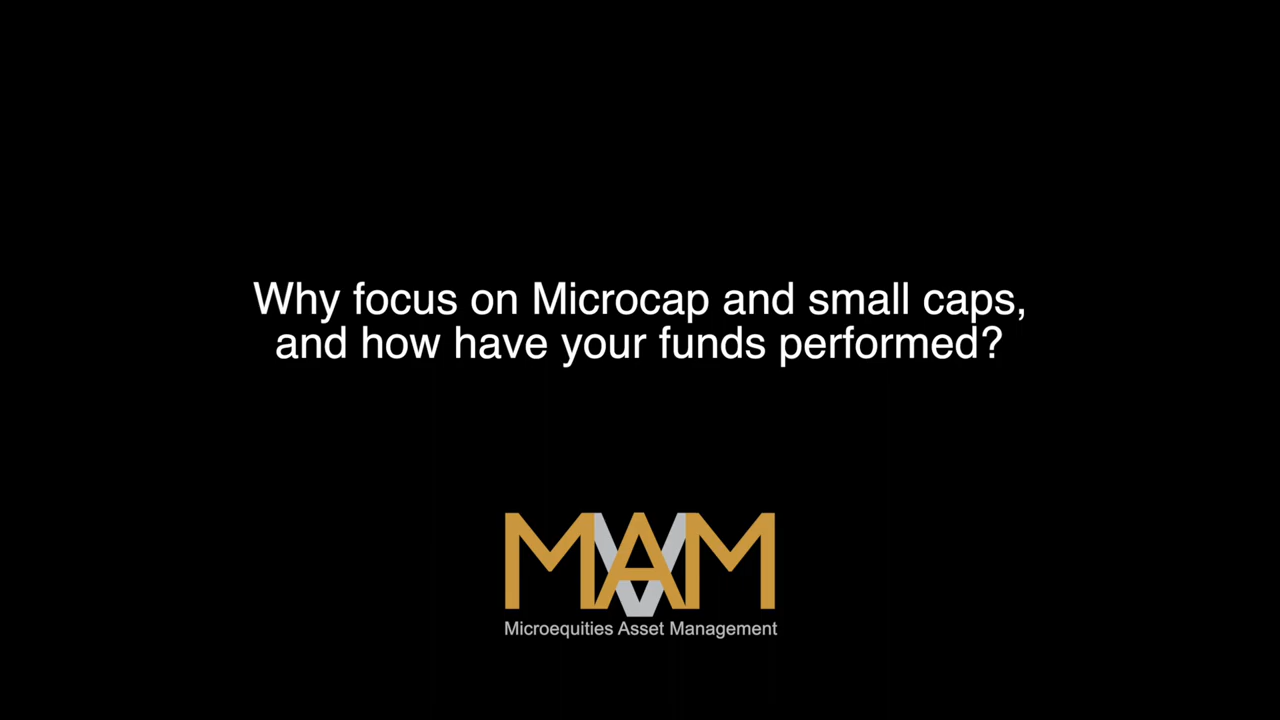 Why focus on Microcap and small caps,
and how have your funds performed?
MAM
Microequities Asset Management